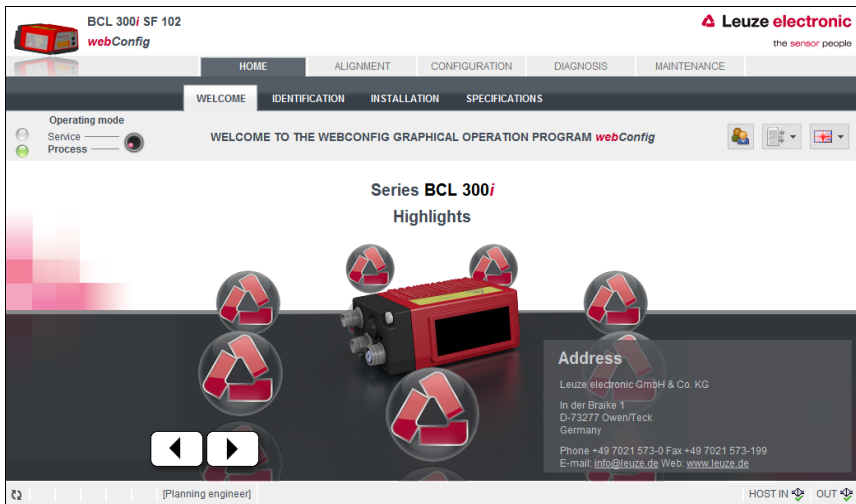 BCL 300i SF 102
webConfig
Leuze electronic
the sensor people
HOME ALIGNMENT CONFIGURATION DIAGNOSIS MAINTENANCE
WELCOME IDENTIFICATION INSTALLATION SPECIFICATIONS
Operating mode
Service
Process
WELCOME TO THE WEBCONFIG GRAPHICAL OPERATION PROGRAM webConfig
Series BCL 300i
Highlights
Address
Leuze electronic GmbH & Co. KG
In der Braike 1
D-73277 Owen/Teck
Germany
Phone +49 7021 573-0 Fax +49 7021 573-199
E-mail: info@leuze.de Web: www.leuze.de
[Planning engineer]
HOST IN OUT